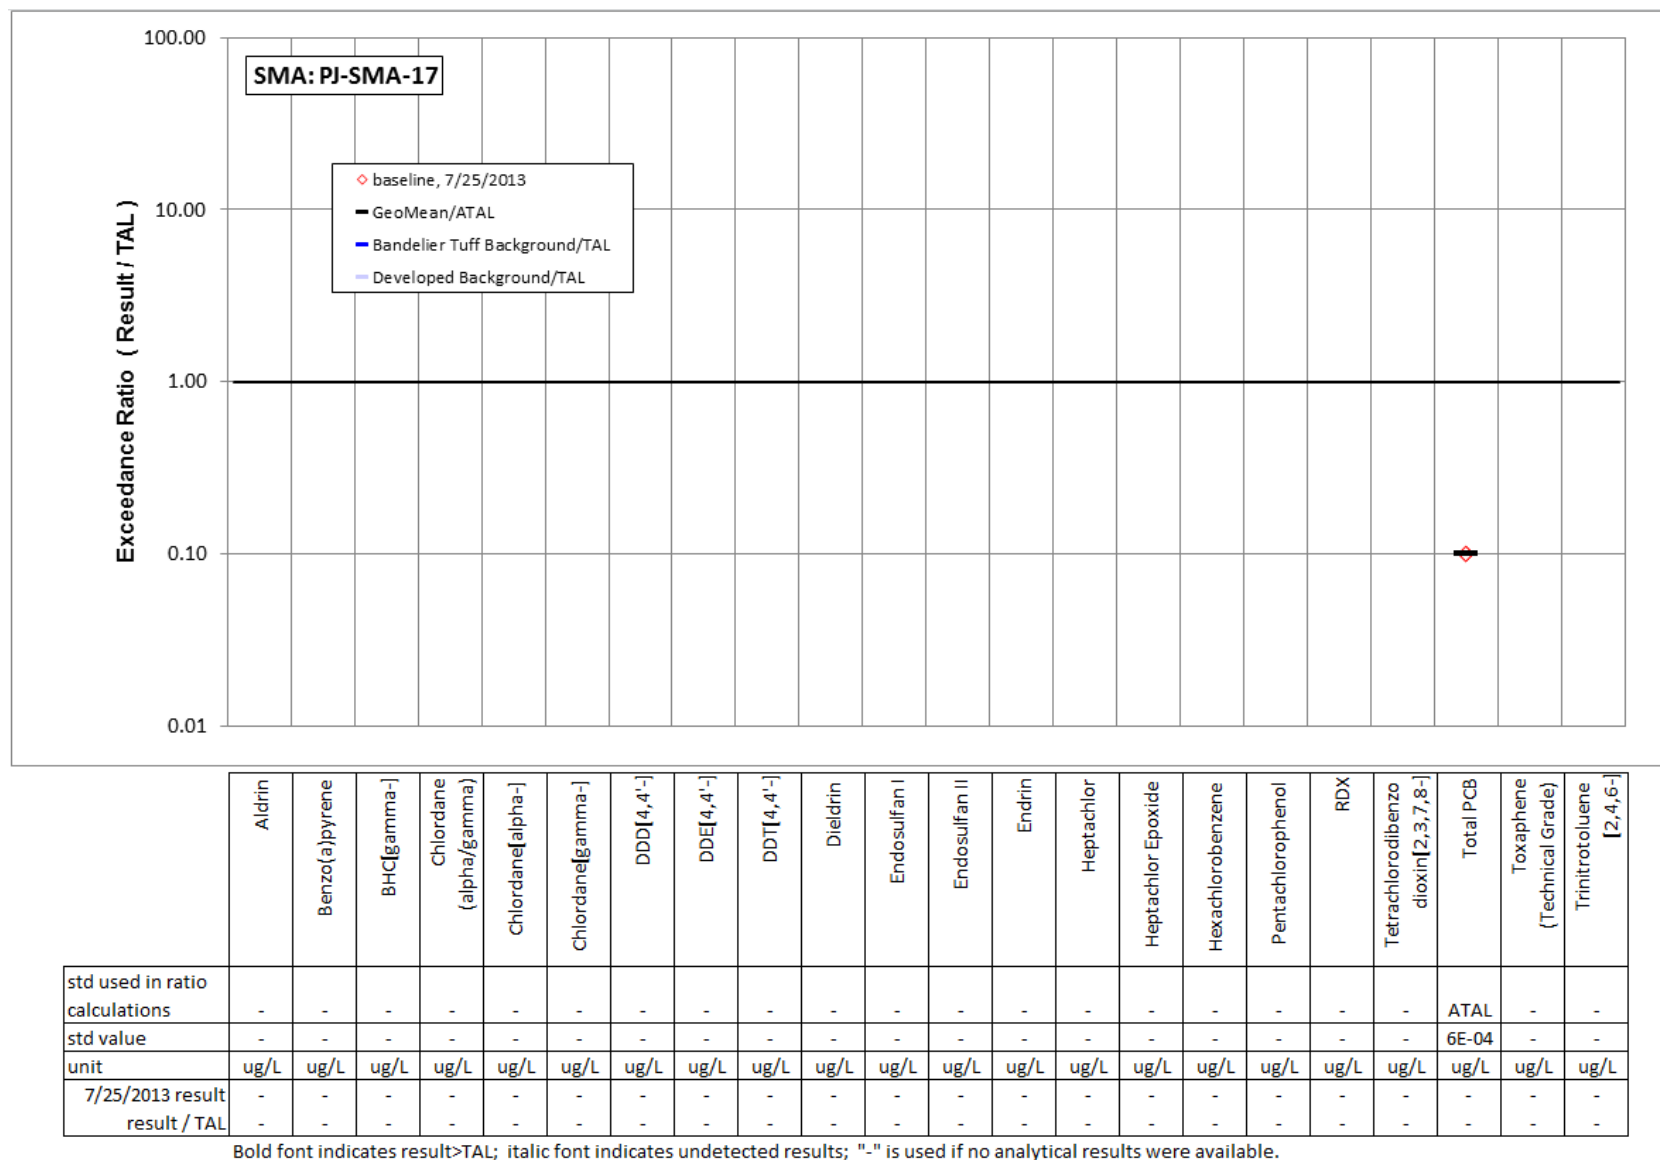 100.00
SMA: PJ-SMA-17
baseline, 7/25/2013
GeoMean/ATAL
Bandelier Tuff Background/TAL
Developed Background/TAL
10.00
1.00
0.10
0.01
Exceedance Ratio ( Result / TAL )
Aldrin
Benzo(a)pyrene
BHC[gamma-]
Chlordane
(alpha/gamma)
Chlordane[alpha-]
Chlordane[gamma-]
DDD[4,4'-]
DDE[4,4'-]
DDT[4,4'-]
Dieldrin
Endosulfan I
Endosulfan II
Endrin
Heptachlor
Heptachlor Epoxide
Hexachlorobenzene
Pentachlorophenol
RDX
Tetrachlorodibenzo
dioxin[2,3,7,8-]
Total PCB
Toxaphene
(Technical Grade)
Trinitrotoluene
[2,4,6-]
std used in ratio
calculations - - - - - - - - - - - - - - - - - - - ATAL - -
std value - - - - - - - - - - - - - - - - - - - 6E-04 - -
unit ug/L ug/L ug/L ug/L ug/L ug/L ug/L ug/L ug/L ug/L ug/L ug/L ug/L ug/L ug/L ug/L ug/L ug/L ug/L ug/L ug/L ug/L
7/25/2013 result - - - - - - - - - - - - - - - - - - - - - -
result / TAL - - - - - - - - - - - - - - - - - - - - - -
Bold font indicates result>TAL; italic font indicates undetected results; "-" is used if no analytical results were available.